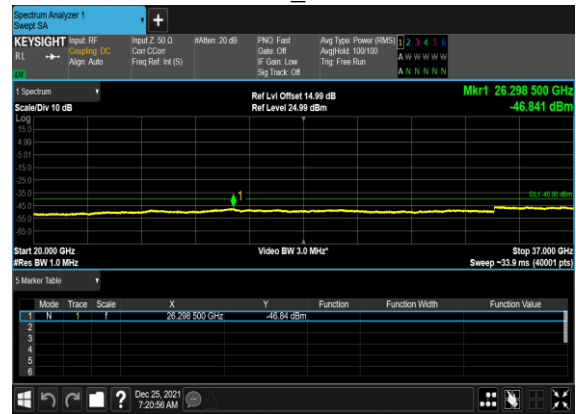 Spectrum Analyzer 1
Swept SA
+
KEYSIGHT Input: RF Input Z: 50 Ω #Atten: 20 dB PNO: Fast Avg Type: Power (RMS) 1 2 3 4 5 6
RL Coupling: DC Corr CCorr Gate: Off Avg|Hold: 100/100 A W W W W W
Align: Auto Freq Ref: Int (S) IF Gain: Low Trig: Free Run
Sig Track: Off A N N N N N
1 Spectrum Ref Lvl Offset 14.99 dB Mkr1 26.298 500 GHz
Scale/Div 10 dB Ref Level 24.99 dBm -46.841 dBm
Log
15.0
4.99
-5.01
-15.0
-25.0
-35.0
1
DL1 -40.00 dBm
-45.0
-55.0
-65.0
Start 20.000 GHz Video BW 3.0 MHz* Stop 37.000 GHz
#Res BW 1.0 MHz Sweep ~33.9 ms (40001 pts)
5 Marker Table
Mode Trace Scale X Y Function Function Width Function Value
1 N 1 f 26.298 500 GHz -46.84 dBm
2
3
4
5
6
? Dec 25, 2021
7:20:56 AM